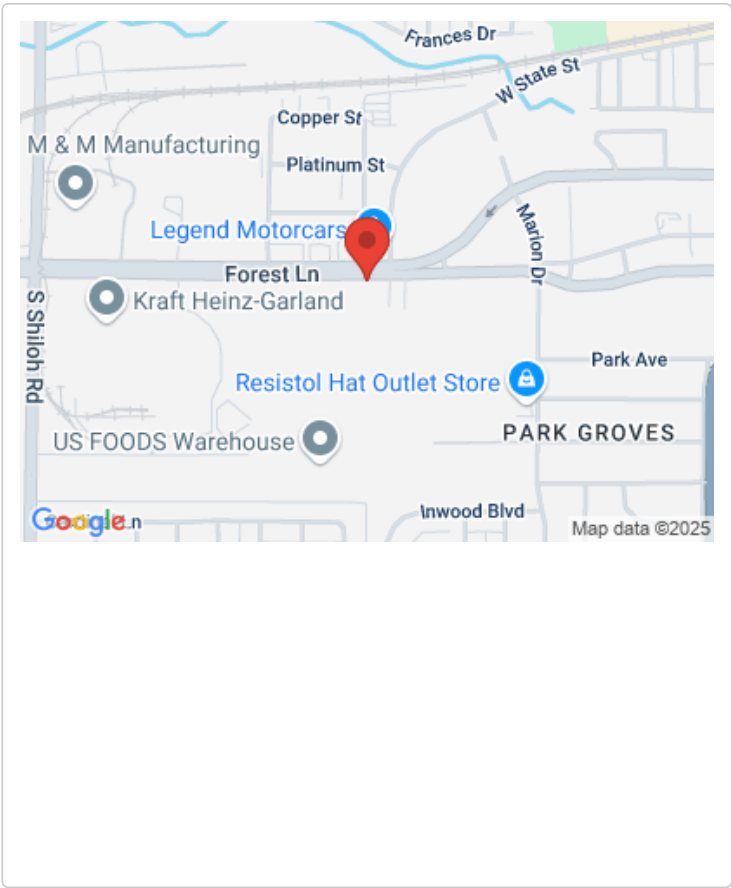 Frances Dr
W State St
Copper St
M & M Manufacturing
Platinum St
Marion Dr
Legend Motorcars
Forest Ln
Kraft Heinz-Garland
S Shiloh Rd
Park Ave
Resistol Hat Outlet Store
PARK GROVES
US FOODS Warehouse
Inwood Blvd
Google
Map data ©2025